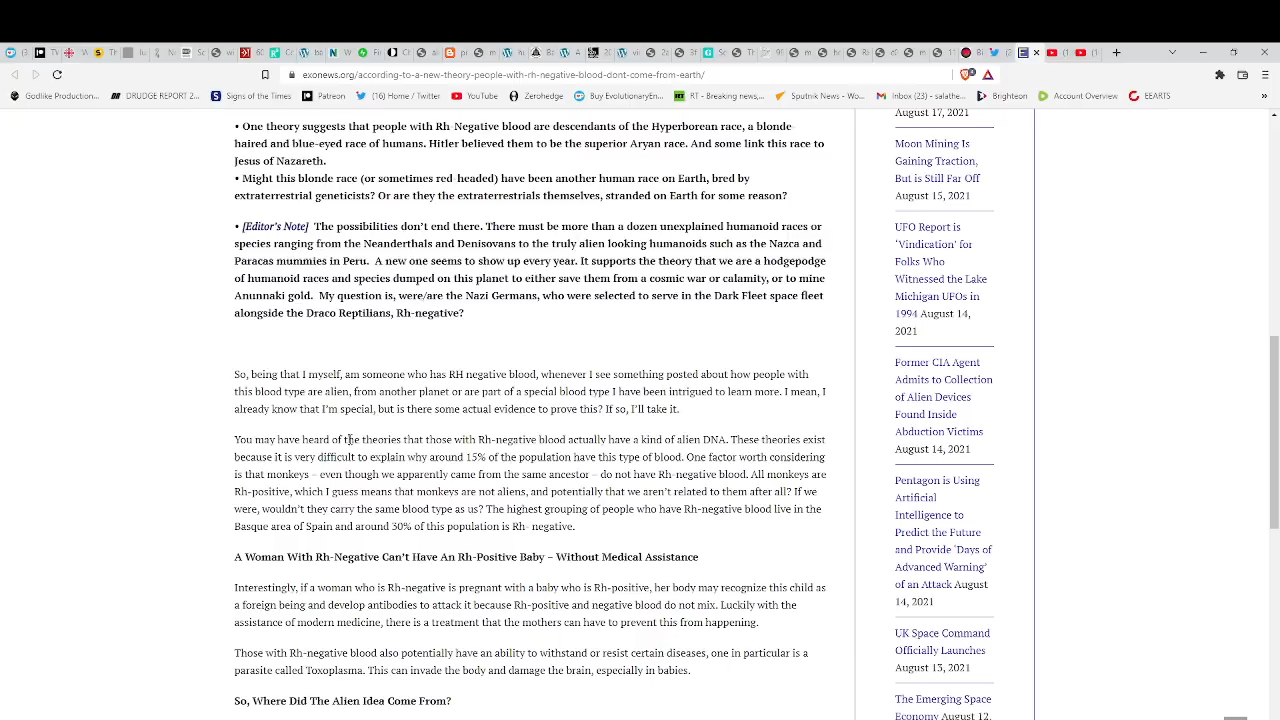 exonews.org/according-to-a-new-theory-people-with-rh-negative-blood-dont-come-from-earth/
Godlike Production...
DRUDGE REPORT 2...
Signs of the Times
Patreon
(16) Home / Twitter
YouTube
Zerohedge
Buy EvolutionaryEn...
RT - Breaking news,...
Sputnik News - Wo...
Inbox (2) - salathe...
Brighteon
Account Overview
EEARTS
• One theory suggests that people with Rh-Negative blood are descendants of the Hyperborean race, a blonde-
haired and blue-eyed race of humans. Hitler believed them to be the superior Aryan race. And some link this race to
Jesus of Nazareth.
• Might this blonde race (or sometimes red-headed) have been another human race on Earth, bred by
extraterrestrial geneticists? Or are they the extraterrestrials themselves, stranded on Earth for some reason?
• [Editor's Note] The possibilities don't end there. There must be more than a dozen unexplained humanoid races or
species ranging from the Neanderthals and Denisovans to the truly alien looking humanoids such as the Nazca and
Paracas mummies in Peru. A new one seems to show up every year. It supports the theory that we are a hodgepodge
of humanoid races and species dumped on this planet to either save them from a cosmic war or calamity, or to mine
Anunnaki gold. My question is, were/are the Nazi Germans, who were selected to serve in the Dark Fleet space fleet
alongside the Draco Reptilians, Rh-negative?
So, being that I myself, am someone who has RH negative blood, whenever I see something posted about how people with
this blood type are alien, from another planet or are part of a special blood type I have been intrigued to learn more. I mean, I
already know that I'm special, but is there some actual evidence to prove this? If so, I'll take it.
You may have heard of the theories that those with Rh-negative blood actually have a kind of alien DNA. These theories exist
because it is very difficult to explain why around 15% of the population have this type of blood. One factor worth considering
is that monkeys – even though we apparently came from the same ancestor – do not have Rh-negative blood. All monkeys are
Rh-positive, which I guess means that monkeys are not aliens, and potentially that we aren't related to them after all? If we
were, wouldn't they carry the same blood type as us? The highest grouping of people who have Rh-negative blood live in the
Basque area of Spain and around 30% of this population is Rh- negative.
A Woman With Rh-Negative Can't Have An Rh-Positive Baby – Without Medical Assistance
Interestingly, if a woman who is Rh-negative is pregnant with a baby who is Rh-positive, her body may recognize this child as
a foreign being and develop antibodies to attack it because Rh-positive and negative blood do not mix. Luckily with the
assistance of modern medicine, there is a treatment that the mothers can have to prevent this from happening.
Those with Rh-negative blood also potentially have an ability to withstand or resist certain diseases, one in particular is a
parasite called Toxoplasma. This can invade the body and damage the brain, especially in babies.
So, Where Did The Alien Idea Come From?
August 17, 2021
Moon Mining Is
Gaining Traction,
But is Still Far Off
August 15, 2021
UFO Report is
'Vindication' for
Folks Who
Witnessed the Lake
Michigan UFOs in
1994 August 14,
2021
Former CIA Agent
Admits to Collection
of Alien Devices
Found Inside
Abduction Victims
August 14, 2021
Pentagon is Using
Artificial
Intelligence to
Predict the Future
and Provide 'Days of
Advanced Warning'
of an Attack August
14, 2021
UK Space Command
Officially Launches
August 13, 2021
The Emerging Space
Economy August 12,